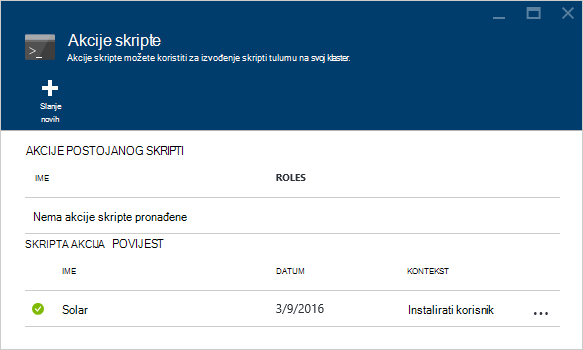 Akcije skripte
Akcije skripte možete koristiti za izvođenje skripti tulumu na svoj klaster.
Slanje
novih
AKCIJE POSTOJANOG SKRIPTI
IME ROLES
Nema akcije skripte pronađene
SKRIPTA AKCIJA POVIJEST
IME DATUM KONTEKST
Solar 3/9/2016 Instalirati korisnik ...